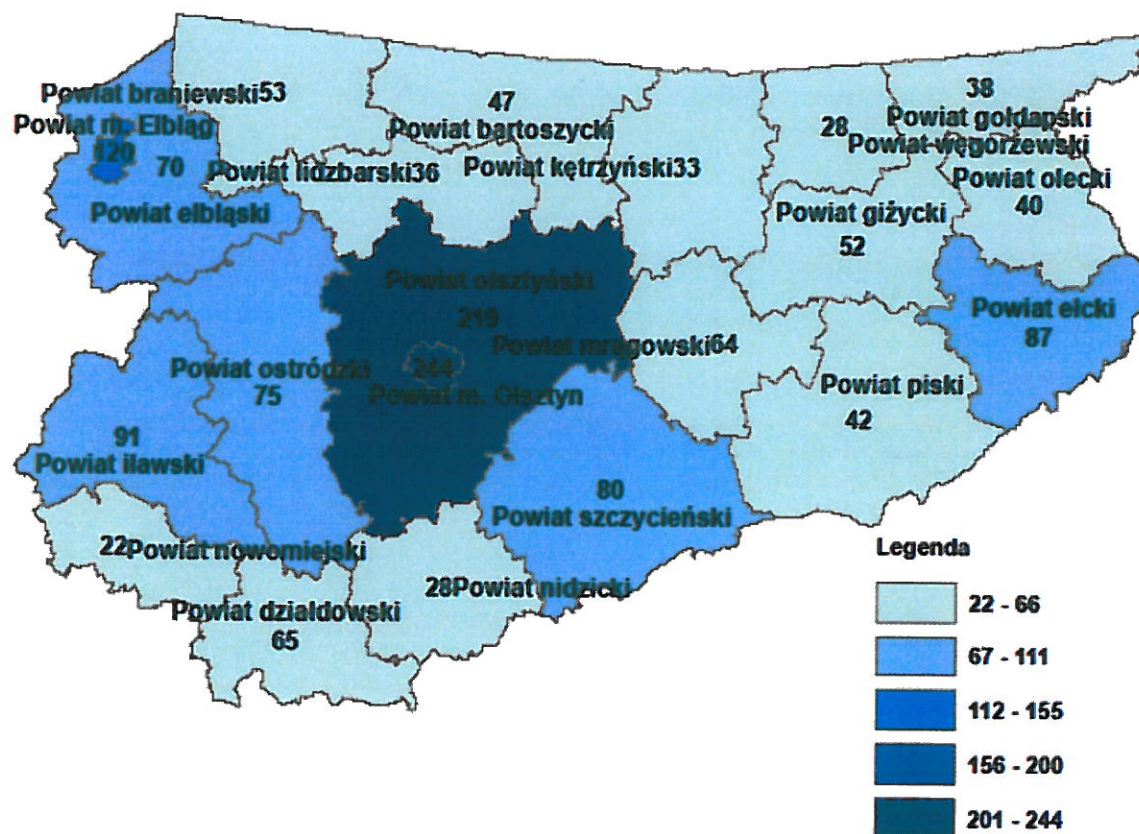 Powiat braniewski53
Powiat m. Elbląg
120
70
Powiat elbląski
47
Powiat bartoszycki
Powiat lidzbarski36
Powiat kętrzyński33
28
38
Powiat gołdapski
Powiat węgorzewski
Powiat olecki
40
Powiat giżycki
52
Powiat ełcki
87
Powiat olsztyński
219
Powiat mrągowski64
244
Powiat m. Olsztyn
Powiat ostródzki
75
Powiat piski
42
91
Powiat iławski
80
Powiat szczycieński
22Powiat nowomiejski
28Powiat nidzicki
Powiat działdowski
65
Legenda
22 - 66
67 - 111
112 - 155
156 - 200
201 - 244